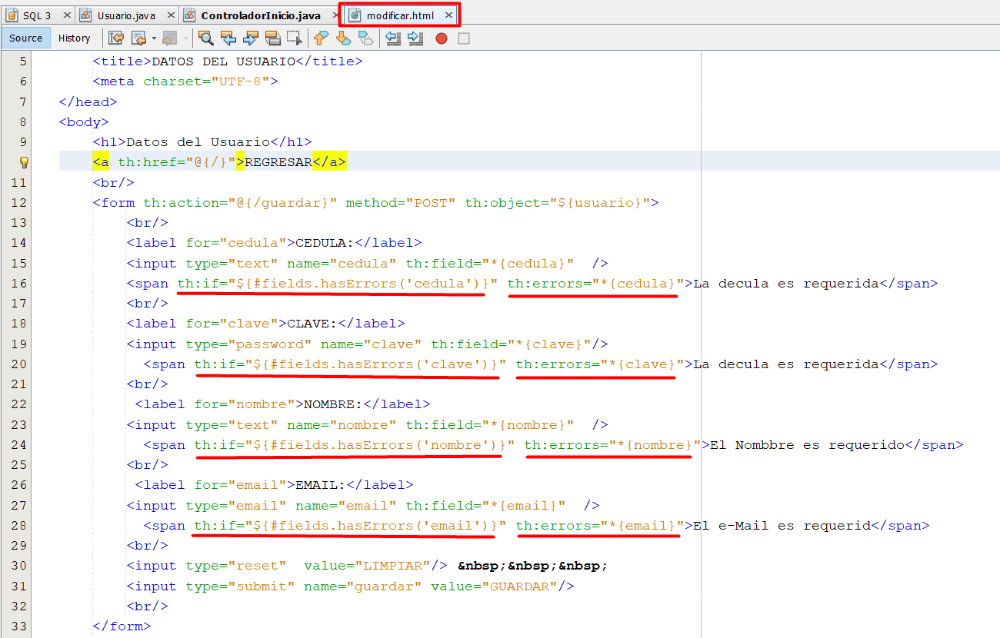 SQL 3 Usuario.java ControladorInicio.java modificar.html
Source History
5 <title>DATOS DEL USUARIO</title>
6 <meta charset="UTF-8">
7 </head>
8 <body>
9 <h1>Datos del Usuario</h1>
<a th:href="@{/}">REGRESAR</a>
11 <br/>
12 <form th:action="@{/guardar}" method="POST" th:object="${usuario}">
13 <br/>
14 <label for="cedula">CEDULA:</label>
15 <input type="text" name="cedula" th:field="*{cedula}"  />
16 <span th:if="${#fields.hasErrors('cedula')}" th:errors="*{cedula}">La decula es requerida</span>
17 <br/>
18 <label for="clave">CLAVE:</label>
19 <input type="password" name="clave" th:field="*{clave}"/>
20 <span th:if="${#fields.hasErrors('clave')}" th:errors="*{clave}">La decula es requerida</span>
21 <br/>
22 <label for="nombre">NOMBRE:</label>
23 <input type="text" name="nombre" th:field="*{nombre}"  />
24 <span th:if="${#fields.hasErrors('nombre')}" th:errors="*{nombre}">El Nombbre es requerido</span>
25 <br/>
26 <label for="email">EMAIL:</label>
27 <input type="email" name="email" th:field="*{email}"  />
28 <span th:if="${#fields.hasErrors('email')}" th:errors="*{email}">El e-Mail es requerid</span>
29 <br/>
30 <input type="reset"  value="LIMPIAR"/> &nbsp;&nbsp;&nbsp;
31 <input type="submit" name="guardar" value="GUARDAR"/>
32 <br/>
33 </form>